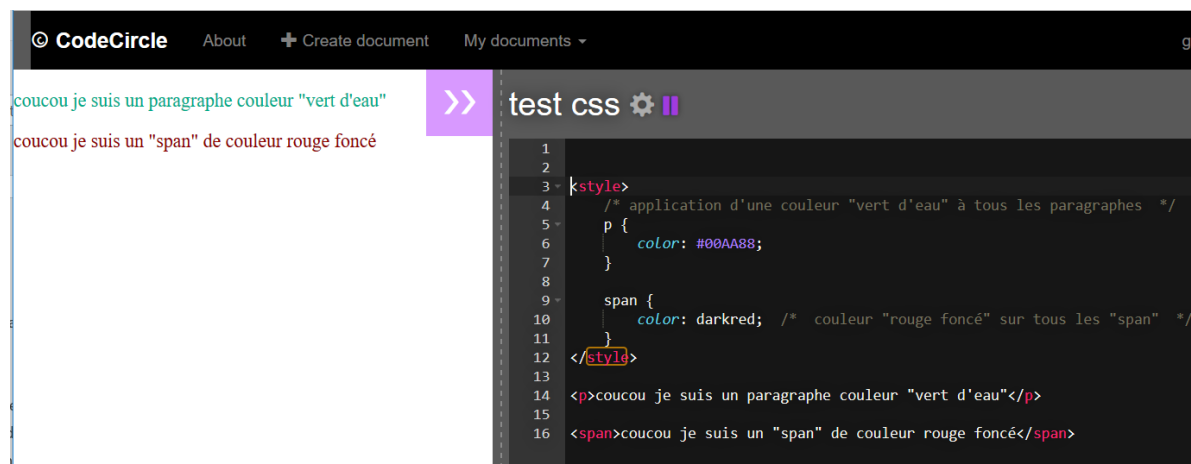 © CodeCircle About + Create document My documents
coucou je suis un paragraphe couleur "vert d'eau"
coucou je suis un "span" de couleur rouge foncé
test css
1
2
3 <style>
4 /* application d'une couleur "vert d'eau" à tous les paragraphes */
5 p {
6 color: #00AA88;
7 }
8
9 span {
10 color: darkred; /* couleur "rouge foncé" sur tous les "span" */
11 }
12 </style>
13
14 <p>coucou je suis un paragraphe couleur "vert d'eau"</p>
15
16 <span>coucou je suis un "span" de couleur rouge foncé</span>